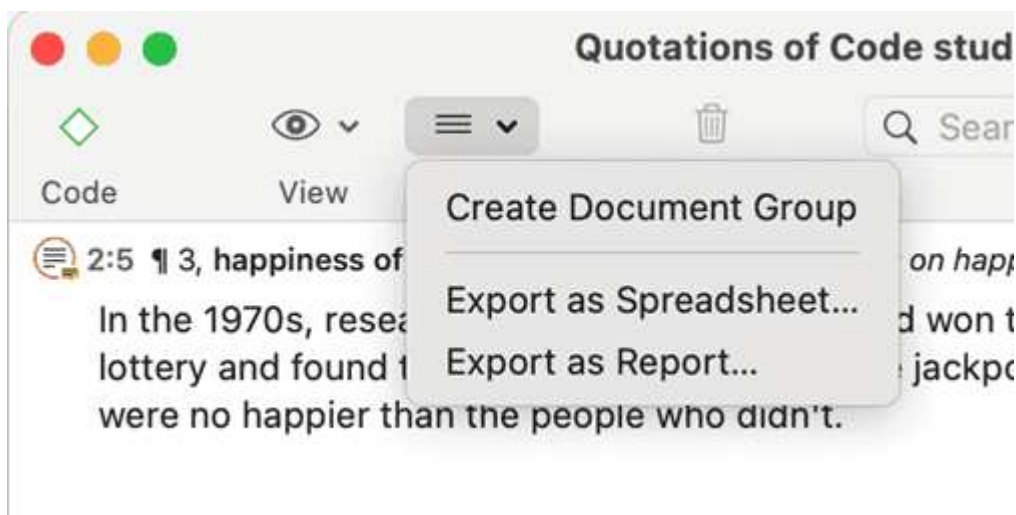 Quotations of Code stud
Sear
Code
View
Create Document Group
Export as Spreadsheet...
Export as Report...
2:5 ¶ 3, happiness of on happ
In the 1970s, resea d won t
lottery and found t jackpo
were no happier than the people who didn't.